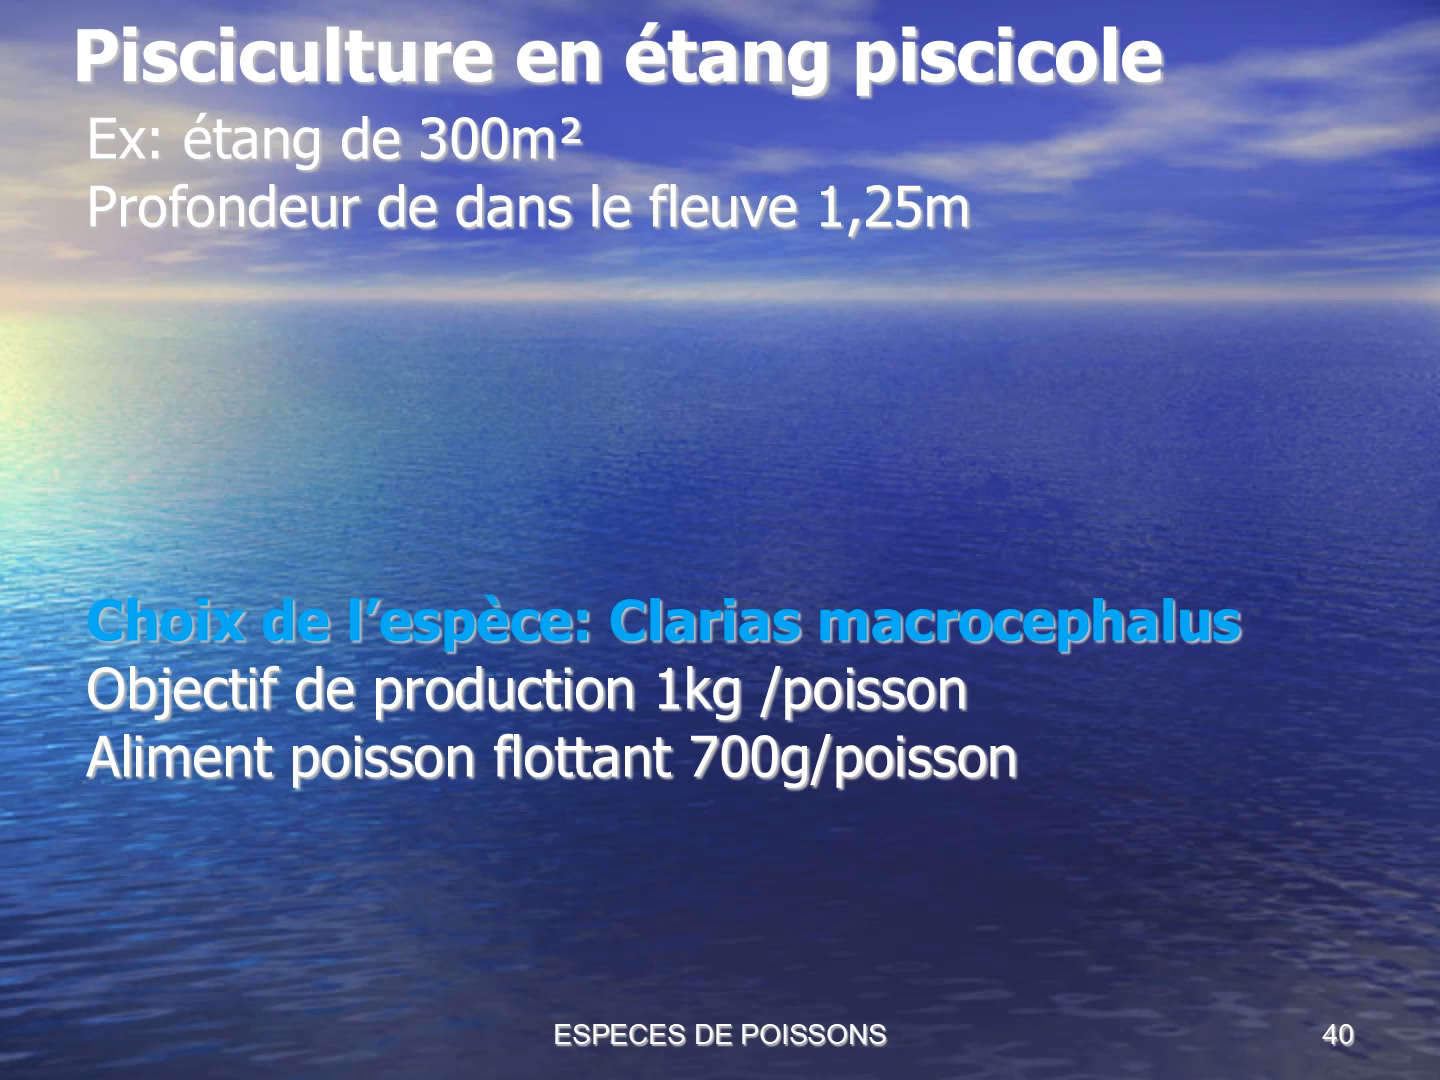 Pisciculture en étang piscicole
Ex: étang de 300m²
Profondeur de dans le fleuve 1,25m
Choix de l’espèce: Clarias macrocephalus
Objectif de production 1kg /poisson
Aliment poisson flottant 700g/poisson
ESPECES DE POISSONS
40